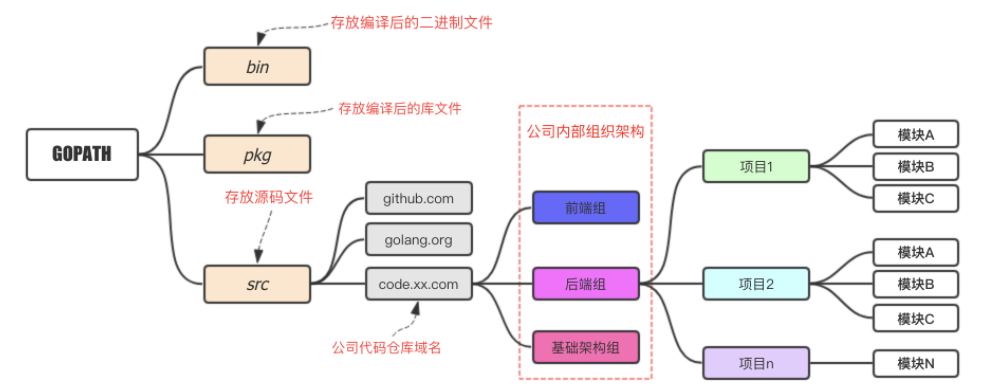 存放编译后的二进制文件
bin
存放编译后的库文件
公司内部组织架构
GOPATH
pkg
项目1
模块A
模块B
模块C
存放源码文件
github.com
前端组
golang.org
src
code.xx.com
后端组
项目2
模块A
模块B
模块C
公司代码仓库域名
基础架构组
项目n
模块N